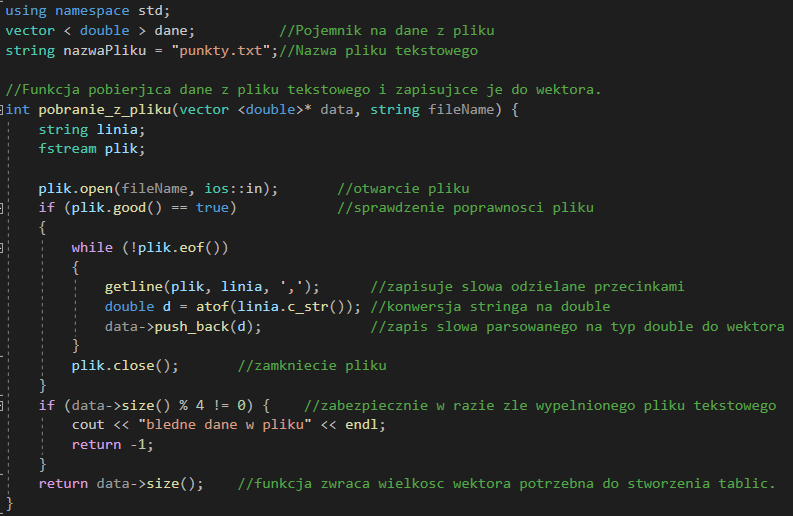 using namespace std;
vector < double > dane;          //Pojemnik na dane z pliku
string nazwaPliku = "punkty.txt";//Nazwa pliku tekstowego
//Funkcja pobierjıca dane z pliku tekstowego i zapisujıce je do wektora.
int pobranie_z_pliku(vector <double>* data, string fileName) {
    string linia;
    fstream plik;
    plik.open(fileName, ios::in);       //otwarcie pliku
    if (plik.good() == true)            //sprawdzenie poprawnosci pliku
    {
        while (!plik.eof())
        {
            getline(plik, linia, ',');      //zapisuje slowa odzielane przecinkami
            double d = atof(linia.c_str()); //konwersja stringa na double
            data->push_back(d);             //zapis slowa parsowanego na typ double do wektora
        }
        plik.close();       //zamkniecie pliku
    }
    if (data->size() % 4 != 0) {    //zabezpiecznie w razie zle wypelnionego pliku tekstowego
        cout << "bledne dane w pliku" << endl;
        return -1;
    }
    return data->size();    //funkcja zwraca wielkosc wektora potrzebna do stworzenia tablic.
}